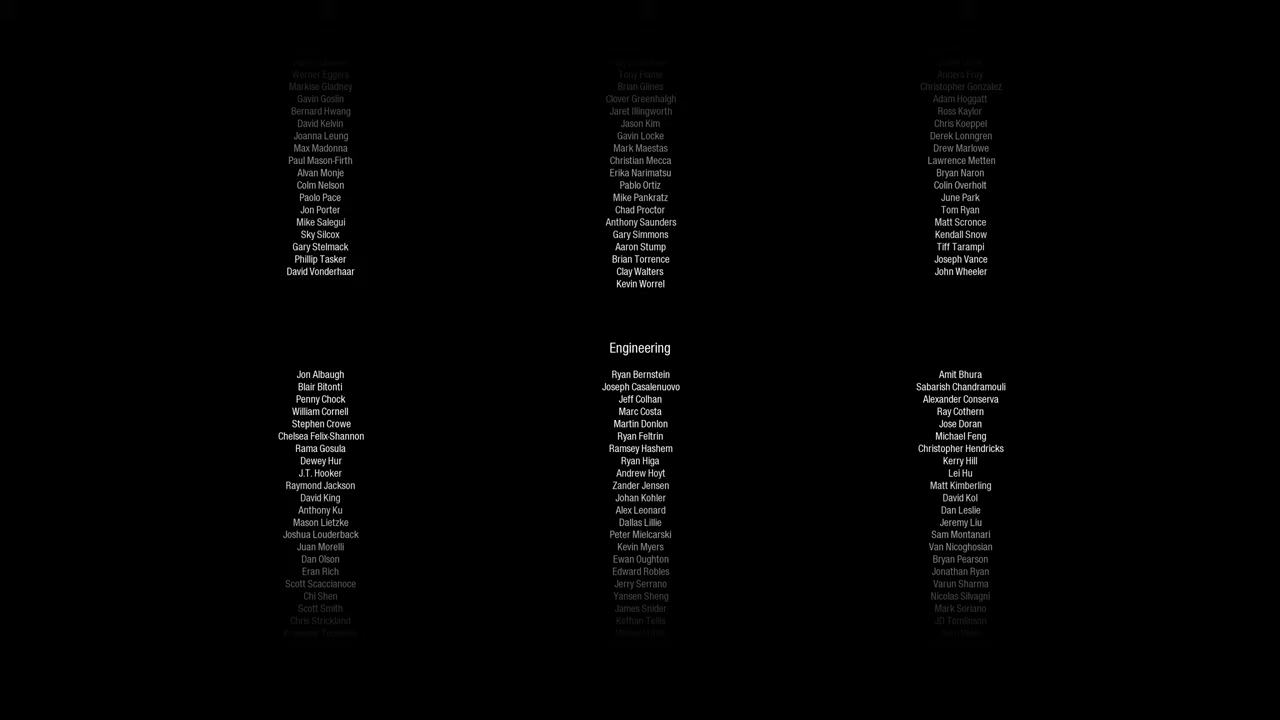 Werner Eggers Tony Frame Anders Fray
Markise Gladney Brian Glines Christopher Gonzalez
Gavin Goslin Clover Greenhalgh Adam Hoggatt
Bernard Hwang Jaret Illingworth Ross Kaylor
David Kelvin Jason Kim Chris Koeppel
Joanna Leung Gavin Locke Derek Lonngren
Max Madonna Mark Maestas Drew Marlowe
Paul Mason-Firth Christian Mecca Lawrence Metten
Alvan Monje Erika Narimatsu Bryan Naron
Colm Nelson Pablo Ortiz Colin Overholt
Paolo Pace Mike Pankratz June Park
Jon Porter Chad Proctor Tom Ryan
Mike Salegui Anthony Saunders Matt Scronce
Sky Silcox Gary Simmons Kendall Snow
Gary Stelmack Aaron Stump Tiff Tarampi
Phillip Tasker Brian Torrence Joseph Vance
David Vonderhaar Clay Walters John Wheeler
Kevin Worrel
Engineering
Jon Albaugh Ryan Bernstein Amit Bhura
Blair Bitonti Joseph Casalenuovo Sabarish Chandramouli
Penny Chock Jeff Colhan Alexander Conserva
William Cornell Marc Costa Ray Cothern
Stephen Crowe Martin Donlon Jose Doran
Chelsea Felix-Shannon Ryan Feltrin Michael Feng
Rama Gosula Ramsey Hashem Christopher Hendricks
Dewey Hur Ryan Higa Kerry Hill
J.T. Hooker Andrew Hoyt Lei Hu
Raymond Jackson Zander Jensen Matt Kimberling
David King Johan Kohler David Kol
Anthony Ku Alex Leonard Dan Leslie
Mason Lietzke Dallas Lillie Jeremy Liu
Joshua Louderback Peter Mielcarski Sam Montanari
Juan Morelli Kevin Myers Van Nicoghosian
Dan Olson Ewan Oughton Bryan Pearson
Eran Rich Edward Robles Jonathan Ryan
Scott Scaccianoce Jerry Serrano Varun Sharma
Chi Shen Yansen Sheng Nicolas Silvagni
Scott Smith James Snider Mark Soriano
Chris Strickland Kethan Tellis JD Tomlinson